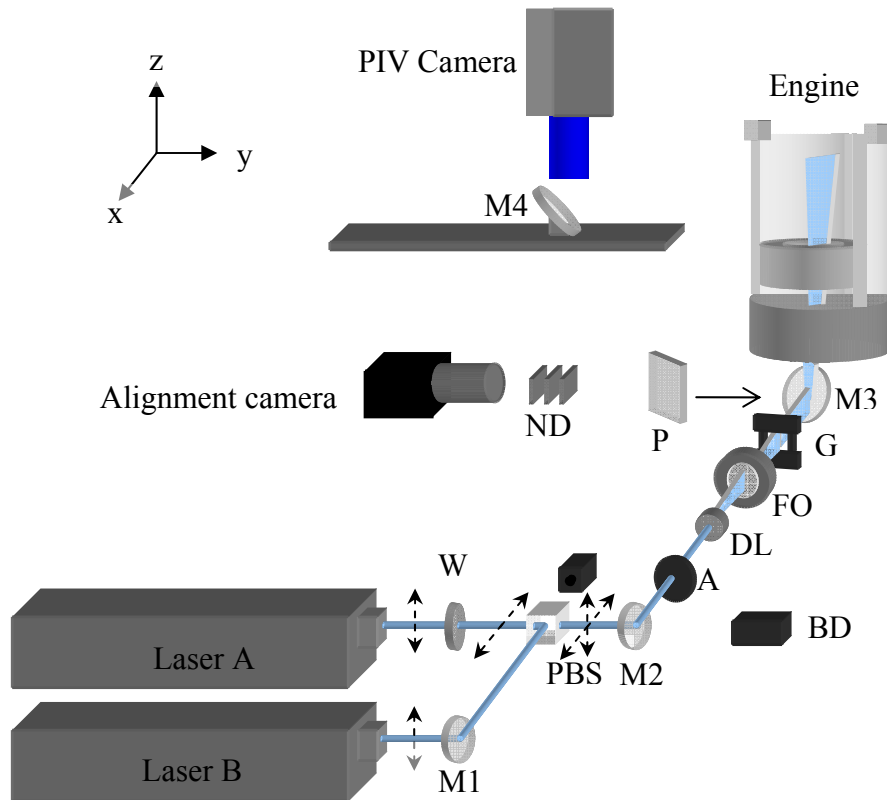 PIV Camera
z
Engine
y
x
M4
Alignment camera
ND
P
M3
G
FO
DL
W
A
BD
Laser A
PBS
M2
Laser B
M1